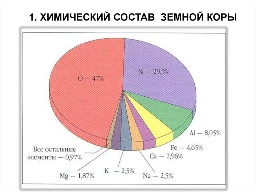 1. ХИМИЧЕСКИЙ СОСТАВ ЗЕМНОЙ КОРЫ
O – 47%
Si – 29,5%
Al – 8,05%
Fe – 4,65%
Ca – 2,96%
Na – 2,5%
K – 2,5%
Mg – 1,87%
Все остальные
элементы – 0,97%